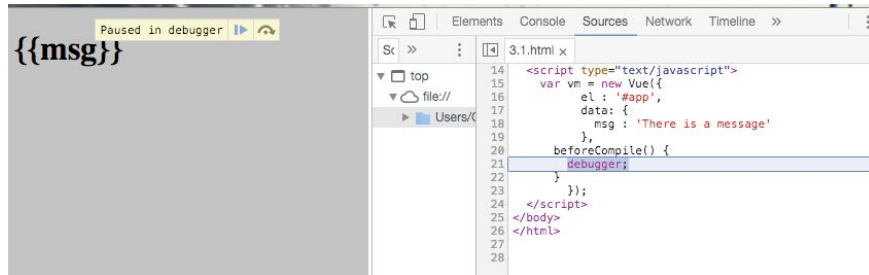 Paused in debugger
{{msg}}
Elements Console Sources Network Timeline »
Sc » 3.1.html ×
top
file://
Users/
14 <script type="text/javascript">
15 var vm = new Vue({
16 el : '#app',
17 data: {
18 msg : 'There is a message'
19 },
20 beforeCompile() {
21 debugger;
22 }
23 });
24 </script>
25 </body>
26 </html>
27
28